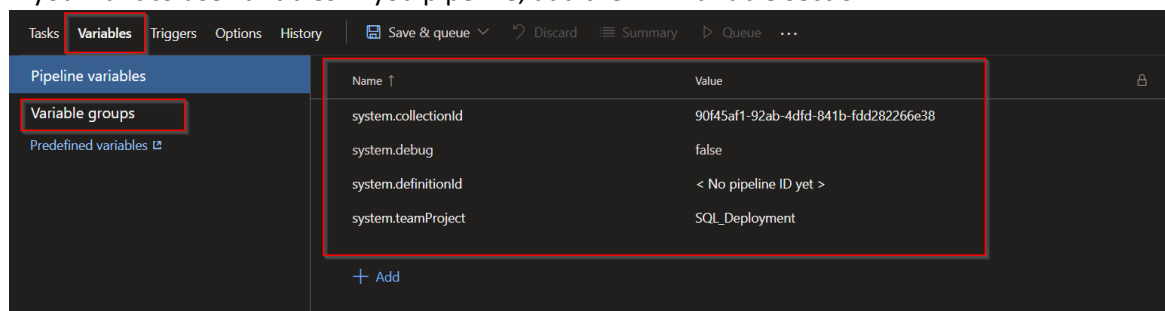 Tasks Variables Triggers Options History Save & queue Discard Summary Queue ...
Pipeline variables
Variable groups
Predefined variables
Name ↑ Value
system.collectionId 90f45af1-92ab-4dfd-841b-fdd282266e38
system.debug false
system.definitionId < No pipeline ID yet >
system.teamProject SQL_Deployment
+ Add